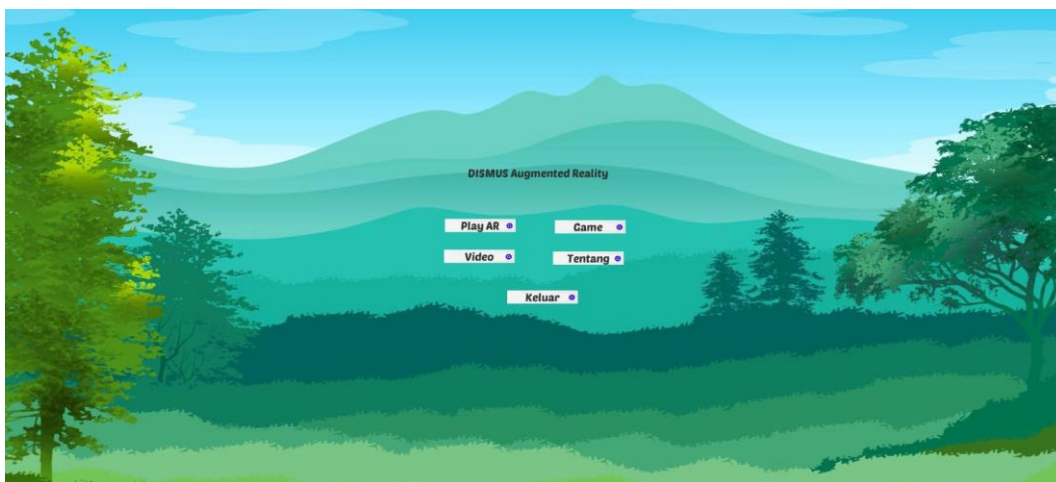 DISMUS Augmented Reality
Play AR
Game
Video
Tentang
Keluar